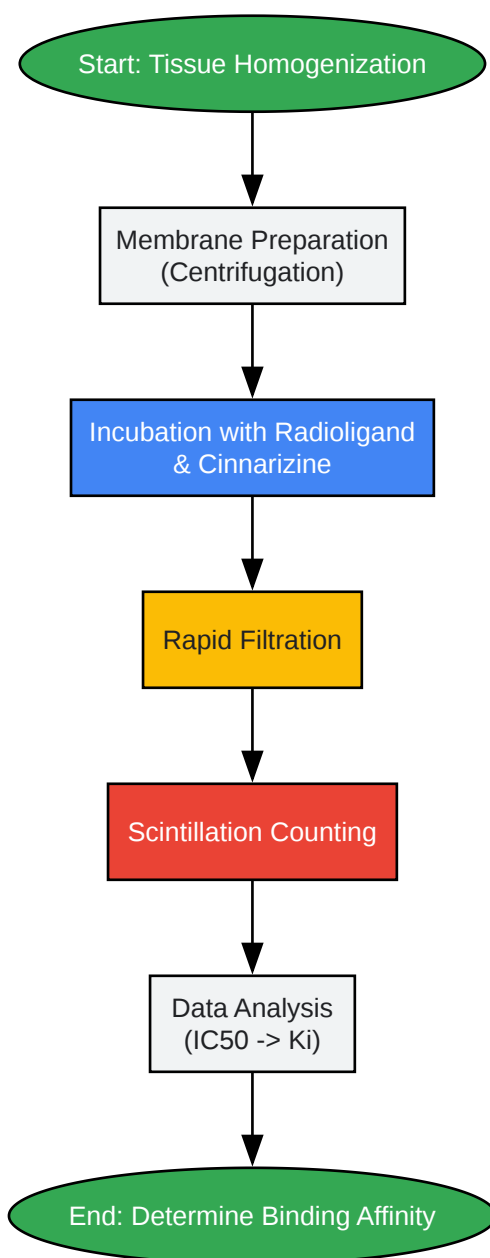 Start: Tissue Homogenization
Membrane Preparation
(Centrifugation)
Incubation with Radioligand
& Cinnarizine
Rapid Filtration
Scintillation Counting
Data Analysis
(IC50 -> Ki)
End: Determine Binding Affinity